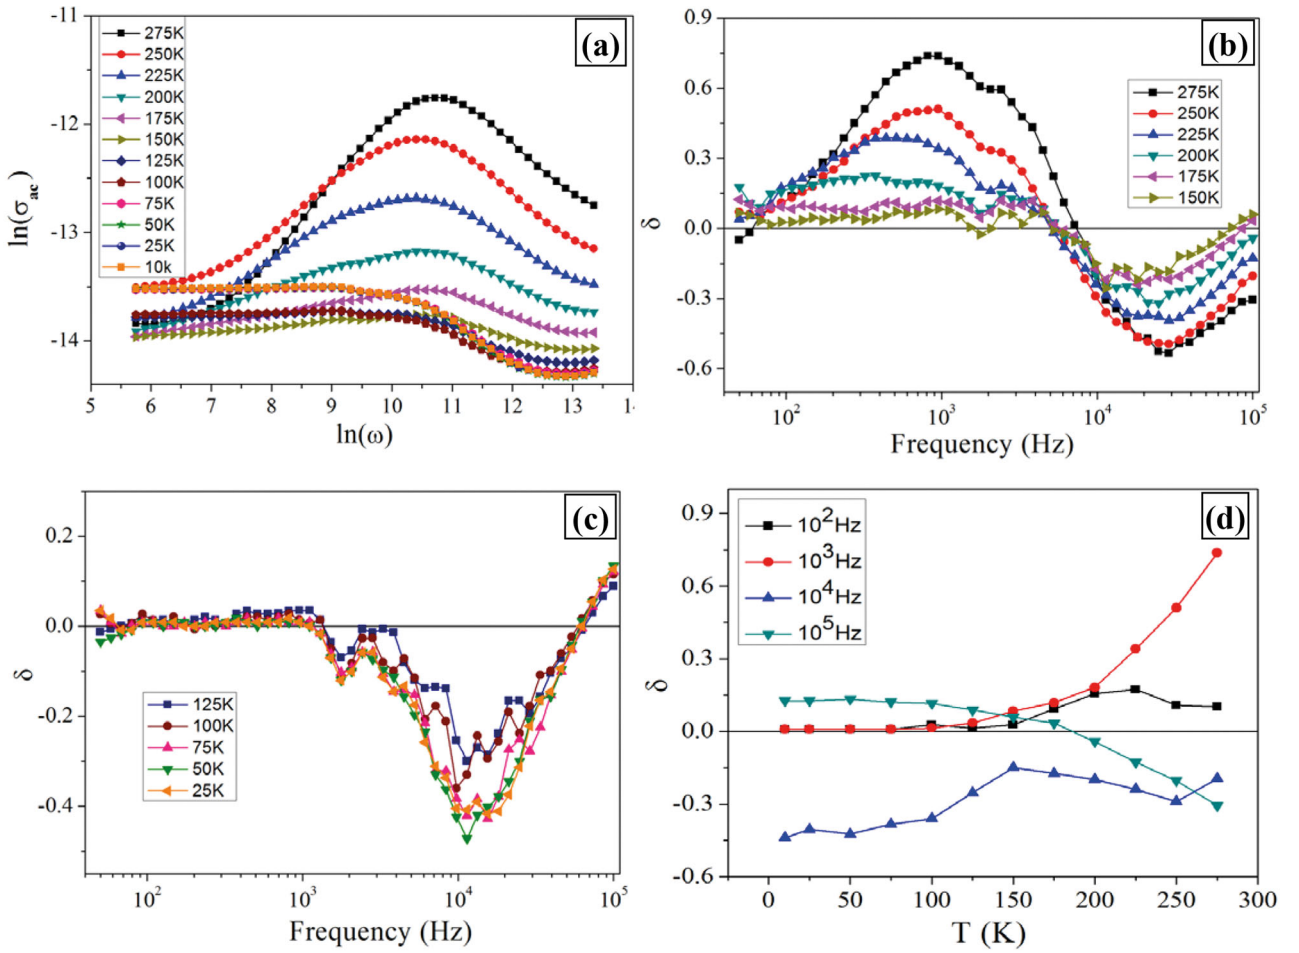 (a)
-11
-12
-13
-14
ln(σac)
275K
250K
225K
200K
175K
150K
125K
100K
75K
50K
25K
10k
5 6 7 8 9 10 11 12 13 1
ln(ω)
(b)
0.9
0.6
0.3
0.0
-0.3
-0.6
δ
275K
250K
225K
200K
175K
150K
10² 10³ 10⁴ 10⁵
Frequency (Hz)
(c)
0.2
0.0
-0.2
-0.4
δ
125K
100K
75K
50K
25K
10² 10³ 10⁴ 10⁵
Frequency (Hz)
(d)
0.9
0.6
0.3
0.0
-0.3
-0.6
δ
10²Hz
10³Hz
10⁴Hz
10⁵Hz
0 50 100 150 200 250 300
T (K)